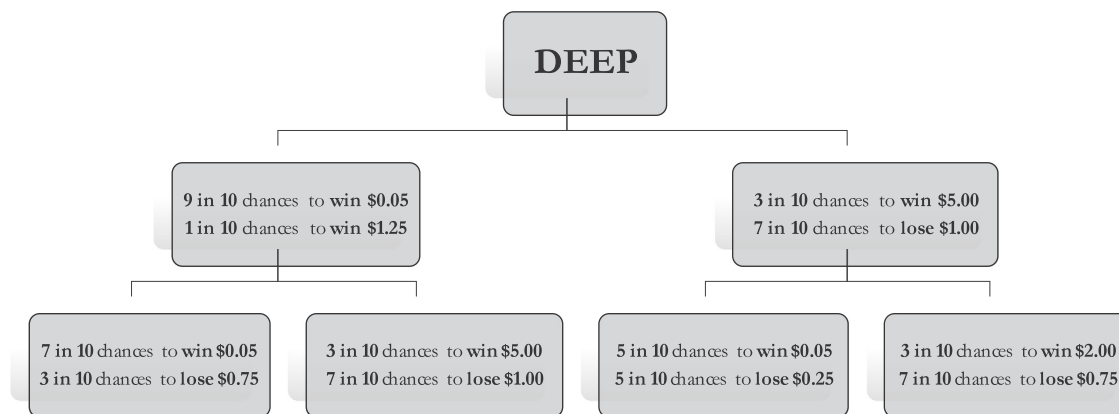 DEEP
9 in 10 chances to win $0.05
1 in 10 chances to win $1.25
3 in 10 chances to win $5.00
7 in 10 chances to lose $1.00
7 in 10 chances to win $0.05
3 in 10 chances to lose $0.75
3 in 10 chances to win $5.00
7 in 10 chances to lose $1.00
5 in 10 chances to win $0.05
5 in 10 chances to lose $0.25
3 in 10 chances to win $2.00
7 in 10 chances to lose $0.75